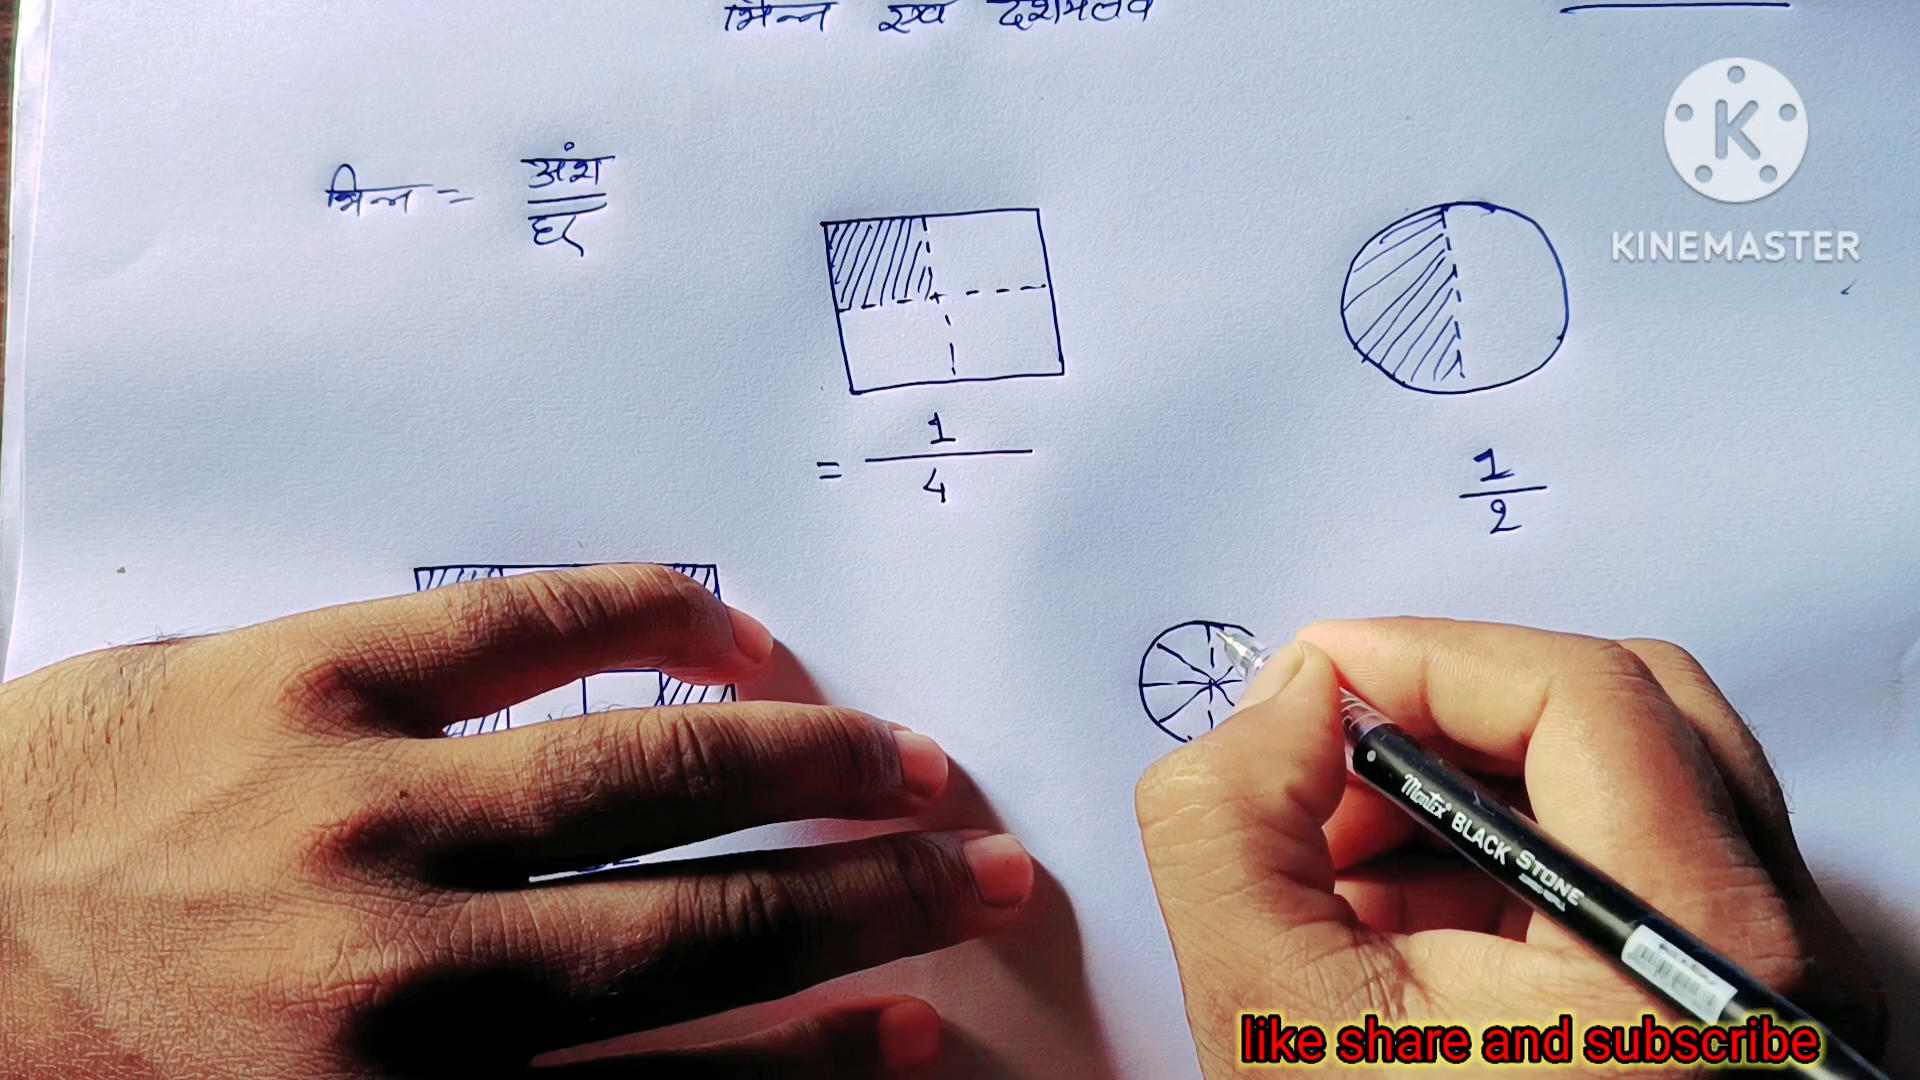 भिन्न एवं दशमलव
भिन्न = अंश
हर
= 1
4
1
2
KINEMASTER
Montex BLACK STONE
like share and subscribe